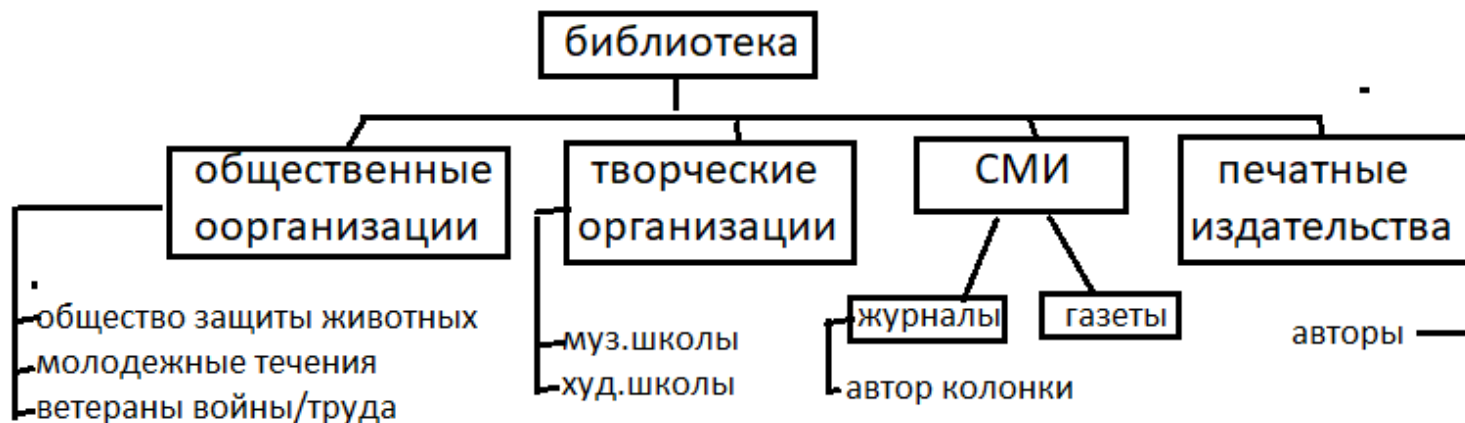 библиотека
общественные
оорганизации
творческие
организации
СМИ
печатные
издательства
общество защиты животных
молодежные течения
ветераны войны/труда
муз.школы
худ.школы
журналы
газеты
автор колонки
авторы